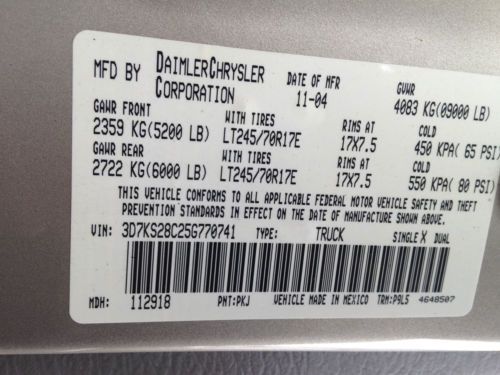 MFD BY DAIMLERCHRYSLER CORPORATION DATE OF MFR 11-04 GVWR 4083 KG(09000 LB)
GAWR FRONT WITH TIRES RIMS AT COLD
2359 KG(5200 LB) LT245/70R17E 17X7.5 450 KPA( 65 PSI)
GAWR REAR WITH TIRES RIMS AT COLD
2722 KG(6000 LB) LT245/70R17E 17X7.5 550 KPA( 80 PSI)
THIS VEHICLE CONFORMS TO ALL APPLICABLE FEDERAL MOTOR VEHICLE SAFETY AND THEFT
PREVENTION STANDARDS IN EFFECT ON THE DATE OF MANUFACTURE SHOWN ABOVE.
VIN: 3D7KS28C25G770741 TYPE: TRUCK SINGLE X DUAL
MDH: 112918 PNT:PKJ VEHICLE MADE IN MEXICO TRM:P9L5 4648507